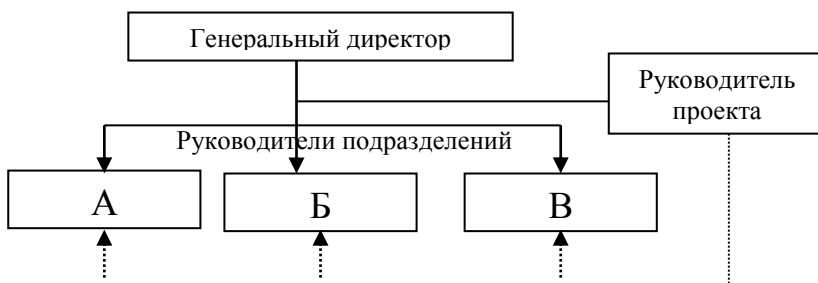 Генеральный директор
Руководитель
проекта
Руководители подразделений
А
Б
В